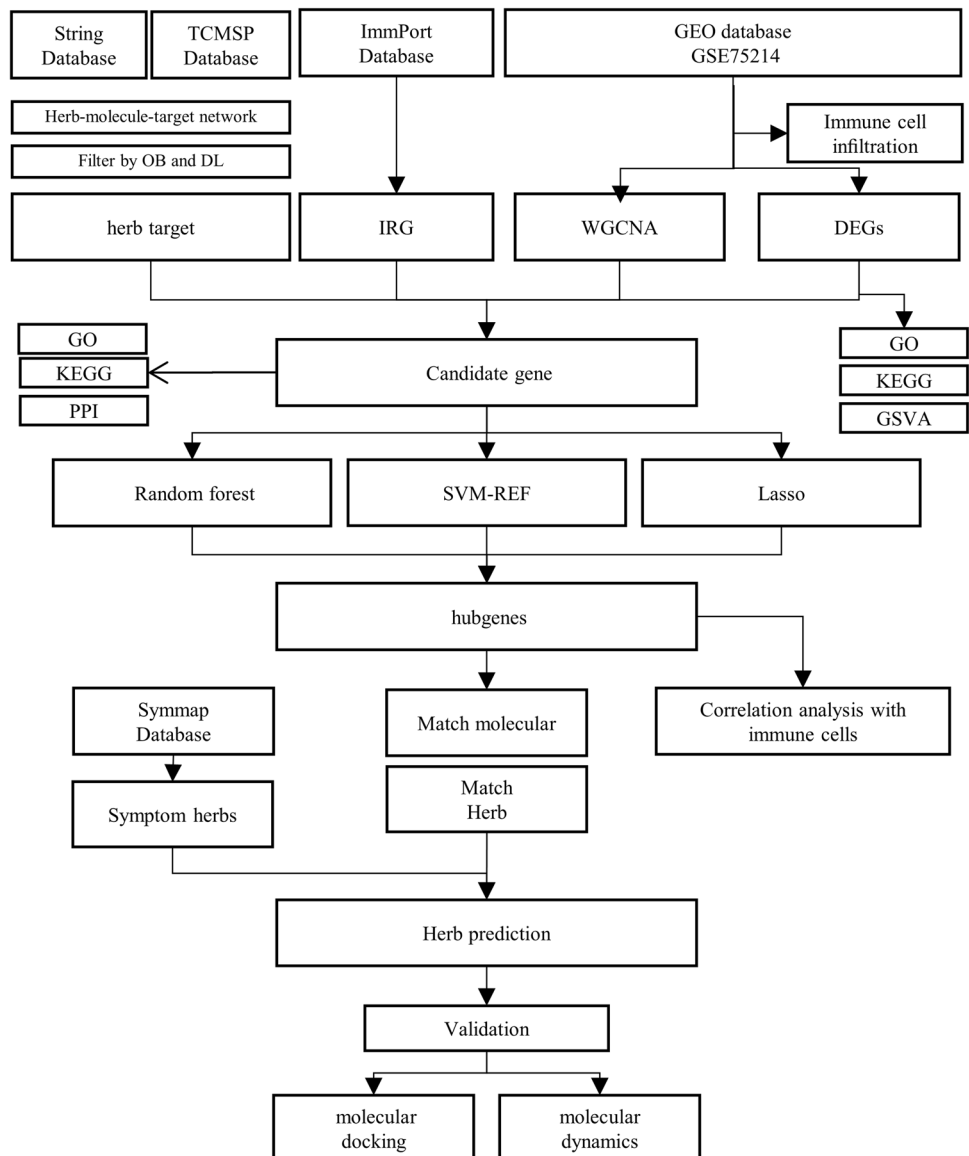 String
Database
TCMSP
Database
ImmPort
Database
GEO database
GSE75214
Herb-molecule-target network
Immune cell
infiltration
Filter by OB and DL
herb target
IRG
WGCNA
DEGs
GO
KEGG
PPI
Candidate gene
GO
KEGG
GSVA
Random forest
SVM-REF
Lasso
hubgenes
Symmap
Database
Match molecular
Correlation analysis with
immune cells
Symptom herbs
Match
Herb
Herb prediction
Validation
molecular
docking
molecular
dynamics